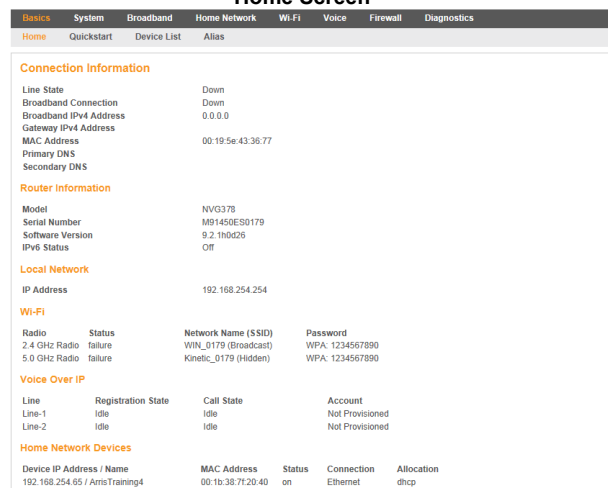 Home Screen
Basics System Broadband Home Network Wi-Fi Voice Firewall Diagnostics
Home Quickstart Device List Alias
Connection Information
Line State Down
Broadband Connection Down
Broadband IPv4 Address 0.0.0.0
Gateway IPv4 Address
MAC Address 00:19:5e:43:36:77
Primary DNS
Secondary DNS
Router Information
Model NVG378
Serial Number M91450ES0179
Software Version 9.2.1h0d26
IPv6 Status Off
Local Network
IP Address 192.168.254.254
Wi-Fi
Radio Status Network Name (SSID) Password
2.4 GHz Radio failure WIN_0179 (Broadcast) WPA: 1234567890
5.0 GHz Radio failure Kinetic_0179 (Hidden) WPA: 1234567890
Voice Over IP
Line Registration State Call State Account
Line-1 Idle Idle Not Provisioned
Line-2 Idle Idle Not Provisioned
Home Network Devices
Device IP Address / Name MAC Address Status Connection Allocation
192.168.254.65 / ArrisTraining4 00:1b:38:7f:20:40 on Ethernet dhcp